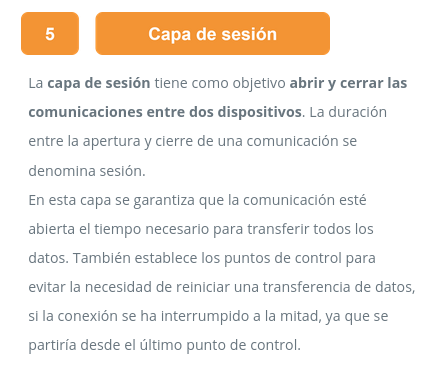 5 Capa de sesión
La capa de sesión tiene como objetivo abrir y cerrar las
comunicaciones entre dos dispositivos. La duración
entre la apertura y cierre de una comunicación se
denomina sesión.
En esta capa se garantiza que la comunicación esté
abierta el tiempo necesario para transferir todos los
datos. También establece los puntos de control para
evitar la necesidad de reiniciar una transferencia de datos,
si la conexión se ha interrumpido a la mitad, ya que se
partiría desde el último punto de control.